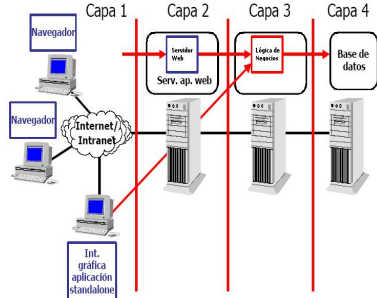 Capa 1
Capa 2
Capa 3
Capa 4
Navegador
Servidor
Web
Serv. ap. web
Lógica de
Negocios
Base de
datos
Navegador
Internet/
Intranet
Int.
gráfica
aplicación
standalone